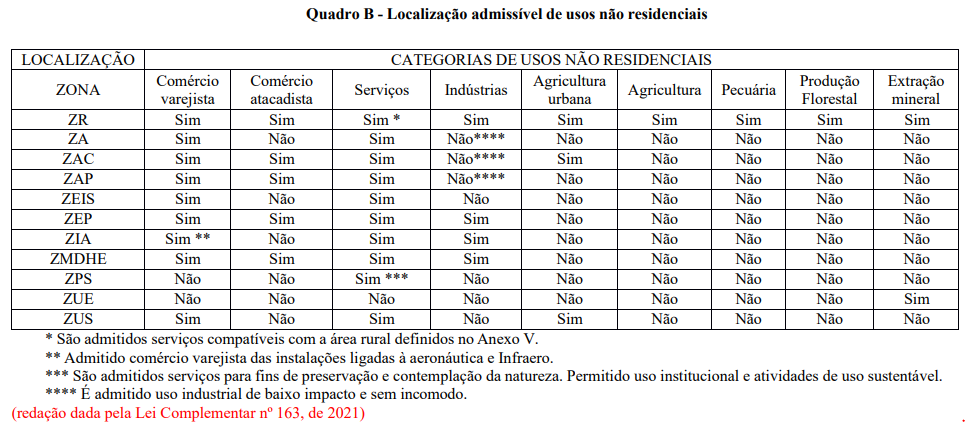 Quadro B - Localização admissível de usos não residenciais
LOCALIZAÇÃO CATEGORIAS DE USOS NÃO RESIDENCIAIS
ZONA Comércio varejista Comércio atacadista Serviços Indústrias Agricultura urbana Agricultura Pecuária Produção Florestal Extração mineral
ZR Sim Sim Sim * Sim Sim Sim Sim Sim Sim
ZA Sim Não Sim Não**** Não Não Não Não Não
ZAC Sim Sim Sim Não**** Sim Não Não Não Não
ZAP Sim Sim Sim Não**** Não Não Não Não Não
ZEIS Sim Não Sim Não Não Não Não Não Não
ZEP Sim Sim Sim Sim Não Não Não Não Não
ZIA Sim ** Não Sim Sim Não Não Não Não Não
ZMDHE Sim Sim Sim Sim Não Não Não Não Não
ZPS Não Não Sim *** Não Não Não Não Não Não
ZUE Não Não Não Não Não Não Não Não Sim
ZUS Sim Não Sim Não Sim Não Não Não Não
* São admitidos serviços compatíveis com a área rural definidos no Anexo V.
** Admitido comércio varejista das instalações ligadas à aeronáutica e Infraero.
*** São admitidos serviços para fins de preservação e contemplação da natureza. Permitido uso institucional e atividades de uso sustentável.
**** É admitido uso industrial de baixo impacto e sem incomodo.
(redação dada pela Lei Complementar nº 163, de 2021) .